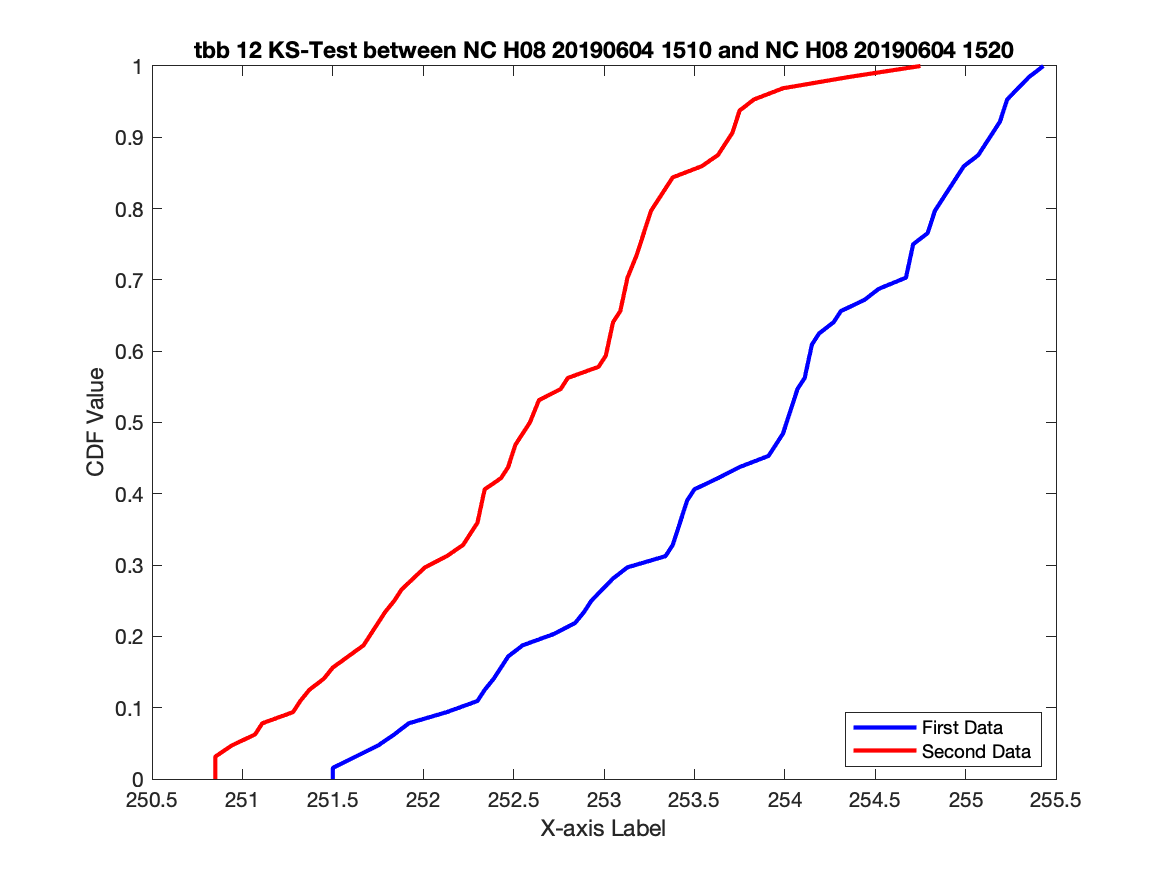 tbb 12 KS-Test between NC H08 20190604 1510 and NC H08 20190604 1520
1
0.9
0.8
0.7
0.6
0.5
0.4
0.3
0.2
0.1
0
CDF Value
First Data
Second Data
250.5 251 251.5 252 252.5 253 253.5 254 254.5 255 255.5
X-axis Label